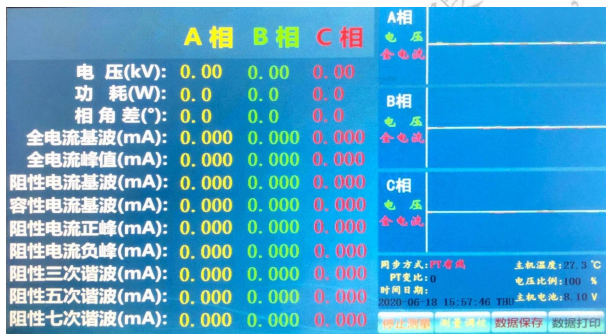 A相 B相 C相
电 压(kV): 0.00 0.00 0.00
功 耗(W): 0.0 0.0 0.0
相 角 差(°): 0.0 0.0 0.0
全电流基波(mA): 0.000 0.000 0.000
全电流峰值(mA): 0.000 0.000 0.000
阻性电流基波(mA): 0.000 0.000 0.000
容性电流基波(mA): 0.000 0.000 0.000
阻性电流正峰(mA): 0.000 0.000 0.000
阻性电流负峰(mA): 0.000 0.000 0.000
阻性三次谐波(mA): 0.000 0.000 0.000
阻性五次谐波(mA): 0.000 0.000 0.000
阻性七次谐波(mA): 0.000 0.000 0.000
A相
电 压
全电流
B相
电 压
全电流
C相
电 压
全电流
同步方式:PT有线 主机温度:27.3 ℃
PT变比:0 电压比例:100 %
时间日期: 主机电池:8.10 V
2020-06-18 15:57:46 THU
停止测量 数据保存 数据打印